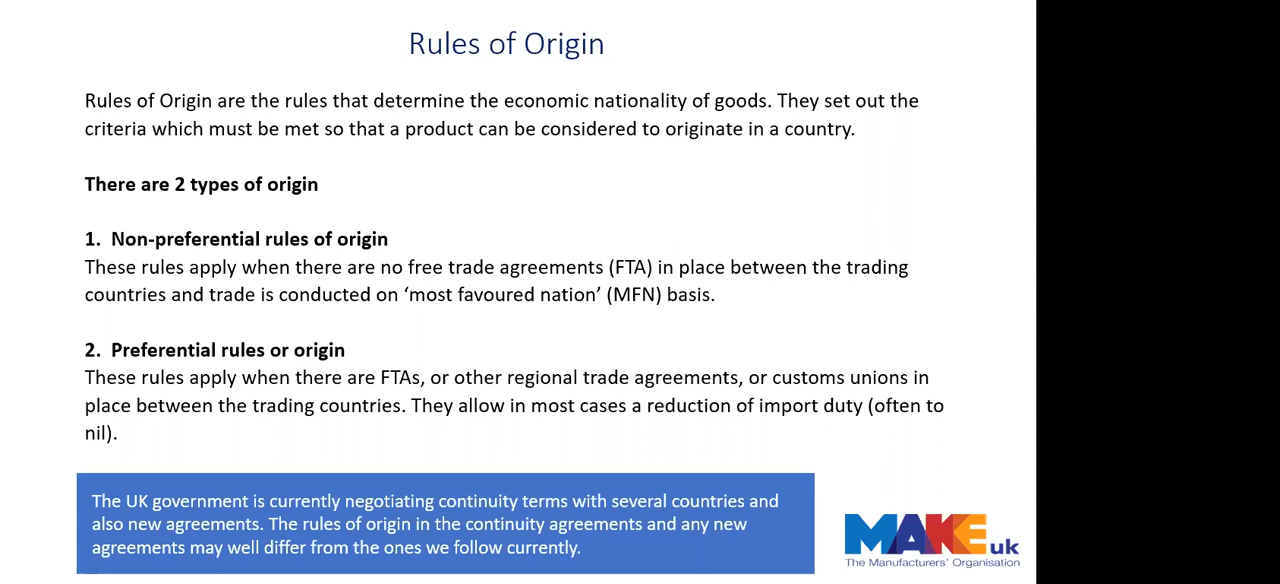 Rules of Origin
Rules of Origin are the rules that determine the economic nationality of goods. They set out the
criteria which must be met so that a product can be considered to originate in a country.
There are 2 types of origin
1. Non-preferential rules of origin
These rules apply when there are no free trade agreements (FTA) in place between the trading
countries and trade is conducted on ‘most favoured nation’ (MFN) basis.
2. Preferential rules or origin
These rules apply when there are FTAs, or other regional trade agreements, or customs unions in
place between the trading countries. They allow in most cases a reduction of import duty (often to
nil).
The UK government is currently negotiating continuity terms with several countries and
also new agreements. The rules of origin in the continuity agreements and any new
agreements may well differ from the ones we follow currently.
MAKE uk
The Manufacturers' Organisation